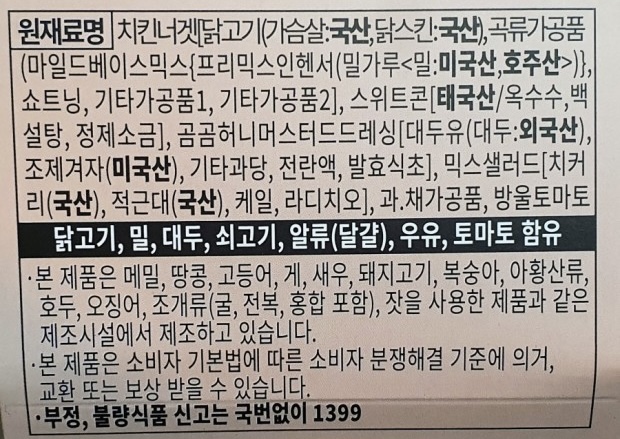 원재료명 치킨너겟[닭고기(가슴살:국산,닭스킨:국산),곡류가공품
(마일드베이스믹스{프리믹스인헨서(밀가루<밀:미국산,호주산>)},
쇼트닝, 기타가공품1, 기타가공품2], 스위트콘[태국산/옥수수,백
설탕, 정제소금], 곰곰허니머스터드드레싱[대두유(대두:외국산),
조제겨자(미국산), 기타과당, 전란액, 발효식초], 믹스샐러드[치커
리(국산), 적근대(국산), 케일, 라디치오], 과.채가공품, 방울토마토
닭고기, 밀, 대두, 쇠고기, 알류(달걀), 우유, 토마토 함유
·본 제품은 메밀, 땅콩, 고등어, 게, 새우, 돼지고기, 복숭아, 아황산류,
호두, 오징어, 조개류(굴, 전복, 홍합 포함), 잣을 사용한 제품과 같은
제조시설에서 제조하고 있습니다.
·본 제품은 소비자 기본법에 따른 소비자 분쟁해결 기준에 의거,
교환 또는 보상 받을 수 있습니다.
·부정, 불량식품 신고는 국번없이 1399